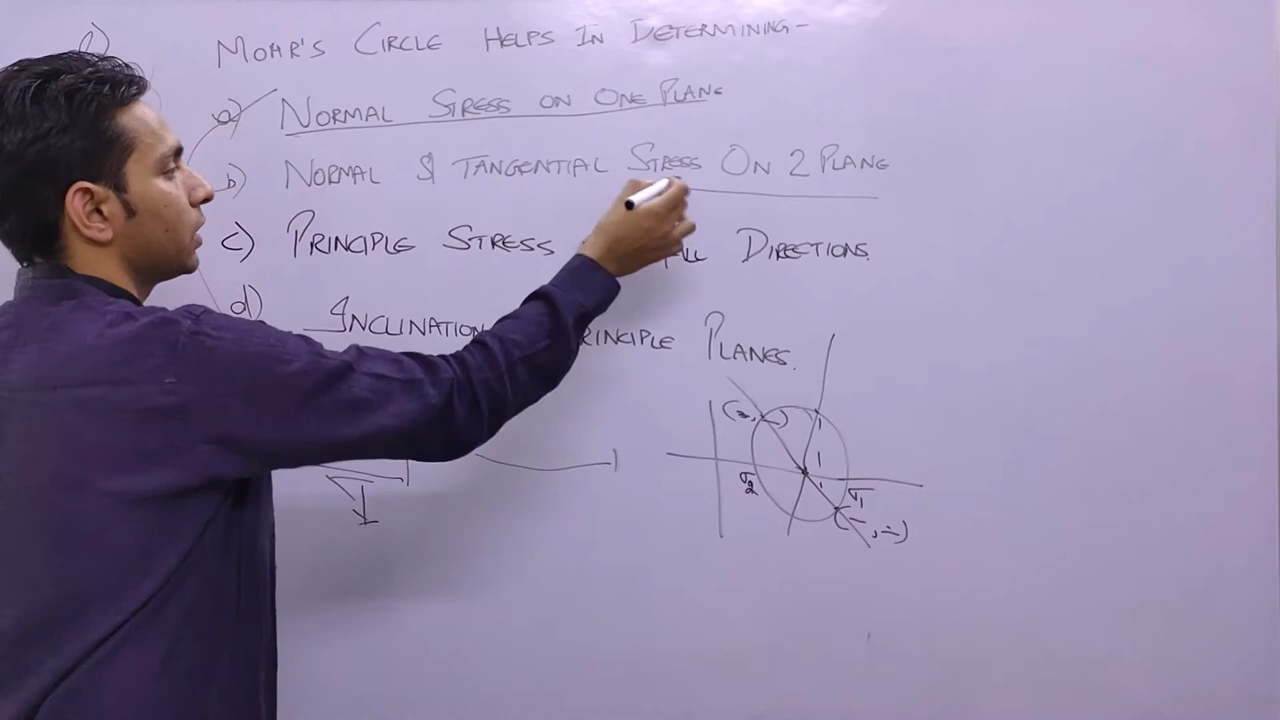 MOHR'S CIRCLE HELPS IN DETERMINING-
a) NORMAL STRESS ON ONE PLANE
b) NORMAL & TANGENTIAL STRESS ON 2 PLANE
c) PRINCIPLE STRESS ALL DIRECTIONS.
d) INCLINATION PRINCIPLE PLANES.
σ2
σ1